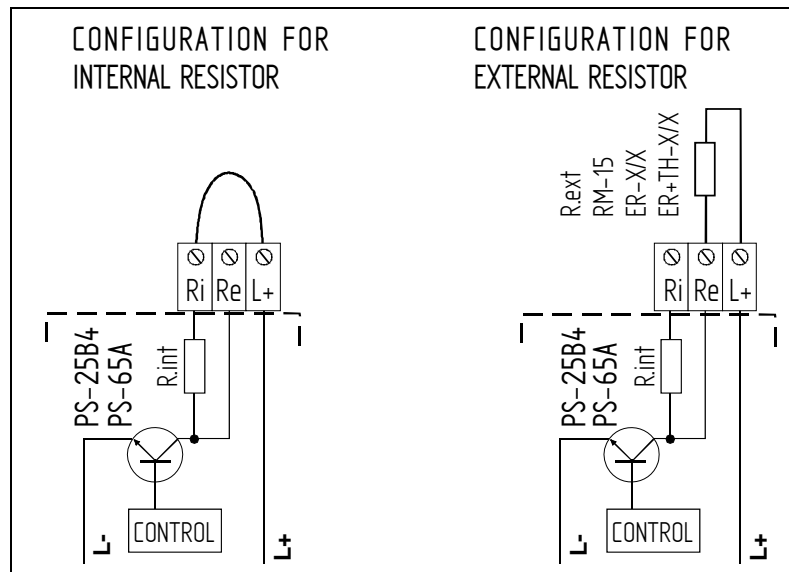 CONFIGURATION FOR
INTERNAL RESISTOR
Ri Re L+
PS-25B4
PS-65A
R.int
CONTROL
L-
L+
CONFIGURATION FOR
EXTERNAL RESISTOR
R.ext
RM-15
ER-X/X
ER+TH-X/X
Ri Re L+
PS-25B4
PS-65A
R.int
CONTROL
L-
L+